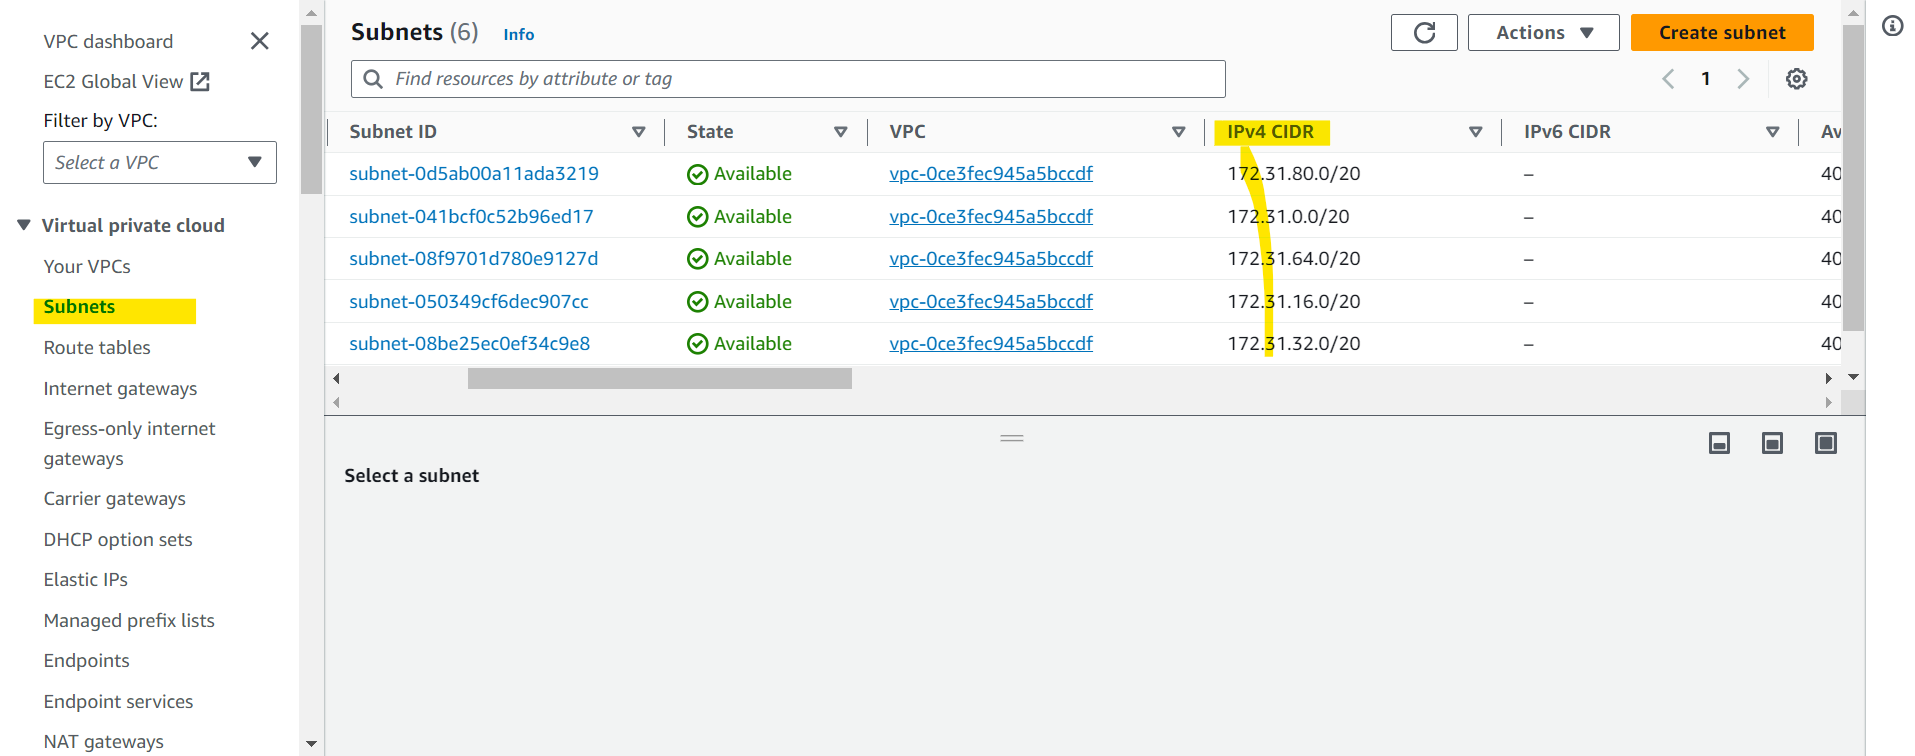 VPC dashboard
EC2 Global View
Filter by VPC:
Select a VPC
Virtual private cloud
Your VPCs
Subnets
Route tables
Internet gateways
Egress-only internet
gateways
Carrier gateways
DHCP option sets
Elastic IPs
Managed prefix lists
Endpoints
Endpoint services
NAT gateways
Subnets (6) Info
Actions
Create subnet
Find resources by attribute or tag
1
Subnet ID State VPC IPv4 CIDR IPv6 CIDR Av
subnet-0d5ab00a11ada3219 Available vpc-0ce3fec945a5bccdf 172.31.80.0/20 – 40
subnet-041bcf0c52b96ed17 Available vpc-0ce3fec945a5bccdf 172.31.0.0/20 – 40
subnet-08f9701d780e9127d Available vpc-0ce3fec945a5bccdf 172.31.64.0/20 – 40
subnet-050349cf6dec907cc Available vpc-0ce3fec945a5bccdf 172.31.16.0/20 – 40
subnet-08be25ec0ef34c9e8 Available vpc-0ce3fec945a5bccdf 172.31.32.0/20 – 40
Select a subnet